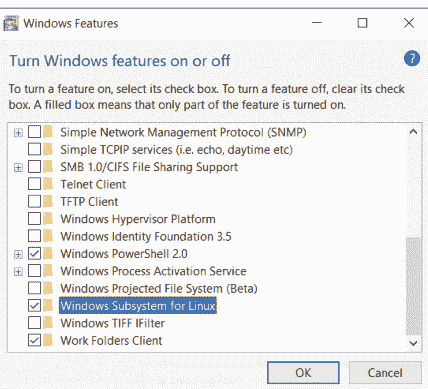 Windows Features
Turn Windows features on or off
To turn a feature on, select its check box. To turn a feature off, clear its check
box. A filled box means that only part of the feature is turned on.
Simple Network Management Protocol (SNMP)
Simple TCPIP services (i.e. echo, daytime etc)
SMB 1.0/CIFS File Sharing Support
Telnet Client
TFTP Client
Windows Hypervisor Platform
Windows Identity Foundation 3.5
Windows PowerShell 2.0
Windows Process Activation Service
Windows Projected File System (Beta)
Windows Subsystem for Linux
Windows TIFF IFilter
Work Folders Client
OK Cancel